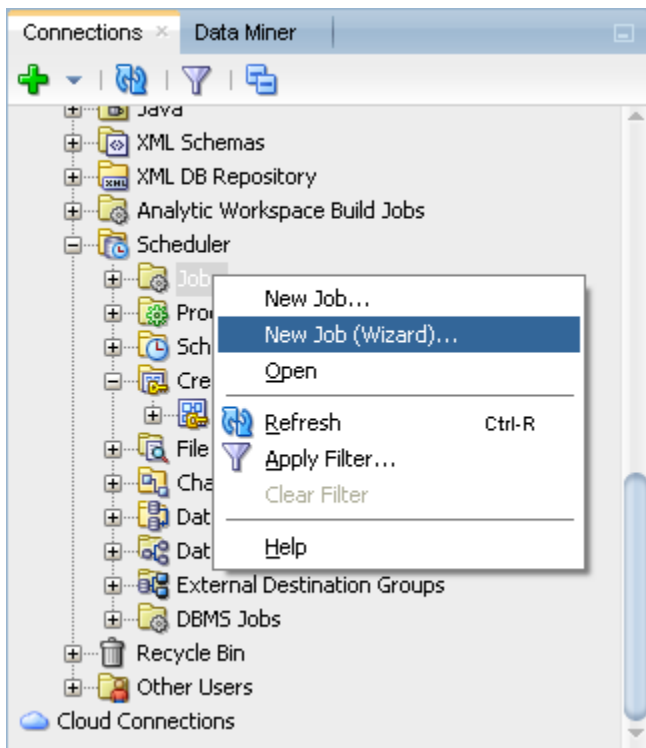 Connections
Data Miner
Java
XML Schemas
XML DB Repository
Analytic Workspace Build Jobs
Scheduler
New Job...
New Job (Wizard)...
Open
Refresh Ctrl-R
Apply Filter...
Clear Filter
Help
File
External Destination Groups
DBMS Jobs
Recycle Bin
Other Users
Cloud Connections